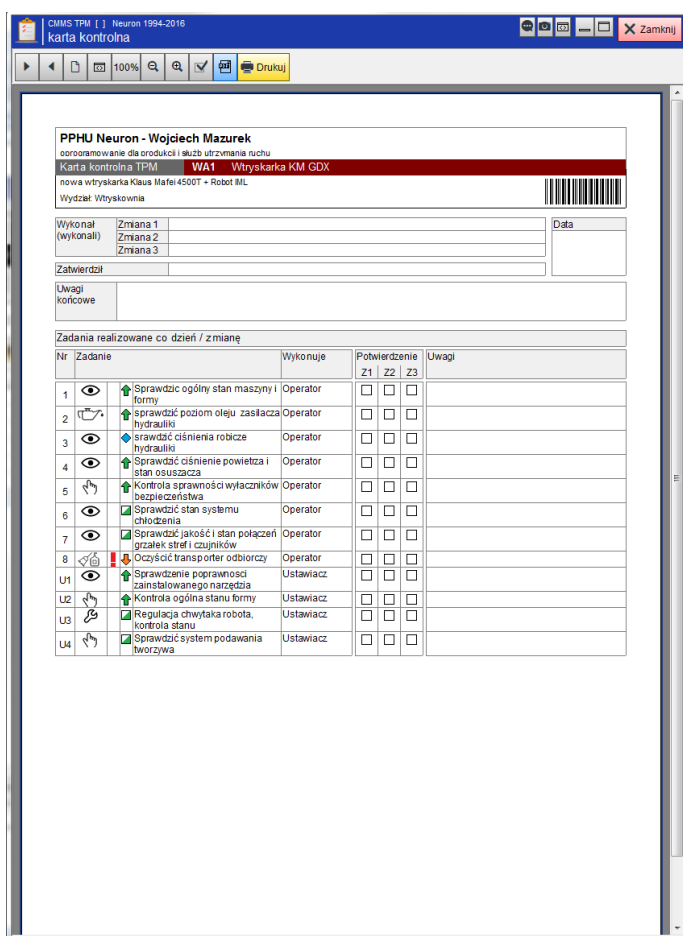 CMMS TPM [ ] Neuron 1994-2016
karta kontrolna
Zamknij
100%
Drukuj
PPHU Neuron - Wojciech Mazurek
oprogramowanie dla produkcji i służb utrzymania ruchu
Karta kontrolna TPM WA1 Wtryskarka KM GDX
nowa wtryskarka Klaus Mafei 4500T + Robot IML
Wydział: Wtryskownia
Wykonał (wykonali) Zmiana 1 Data
Zmiana 2
Zmiana 3
Zatwierdził
Uwagi
końcowe
Zadania realizowane co dzień / zmianę
Nr Zadanie Wykonuje Potwierdzenie Uwagi
Z1 Z2 Z3
1 Sprawdzic ogólny stan maszyny i Operator
formy
2 sprawdzić poziom oleju zasilacza Operator
hydrauliki
3 srawdzić ciśnienia robicze Operator
hydrauliki
4 Sprawdzić ciśnienie powietrza i Operator
stan osuszacza
5 Kontrola sprawności wyłaczników Operator
bezpieczeństwa
6 Sprawdzić stan systemu Operator
chłodzenia
7 Sprawdzić jakość i stan połączeń Operator
grzałek stref i czujników
8 Oczyścić transporter odbiorczy Operator
U1 Sprawdzenie poprawnosci Ustawiacz
zainstalowanego narzędzia
U2 Kontrola ogólna stanu formy Ustawiacz
U3 Regulacja chwytaka robota, Ustawiacz
kontrola stanu
U4 Sprawdzić system podawania Ustawiacz
tworzywa